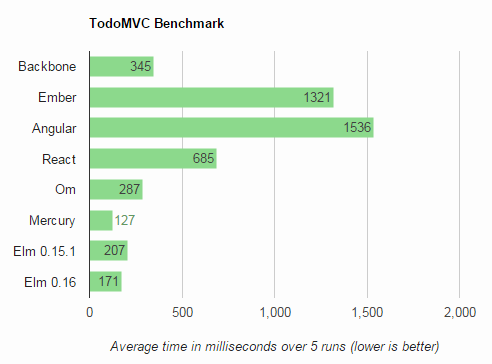 TodoMVC Benchmark
Backbone 345
Ember 1321
Angular 1536
React 685
Om 287
Mercury 127
Elm 0.15.1 207
Elm 0.16 171
0 500 1,000 1,500 2,000
Average time in milliseconds over 5 runs (lower is better)